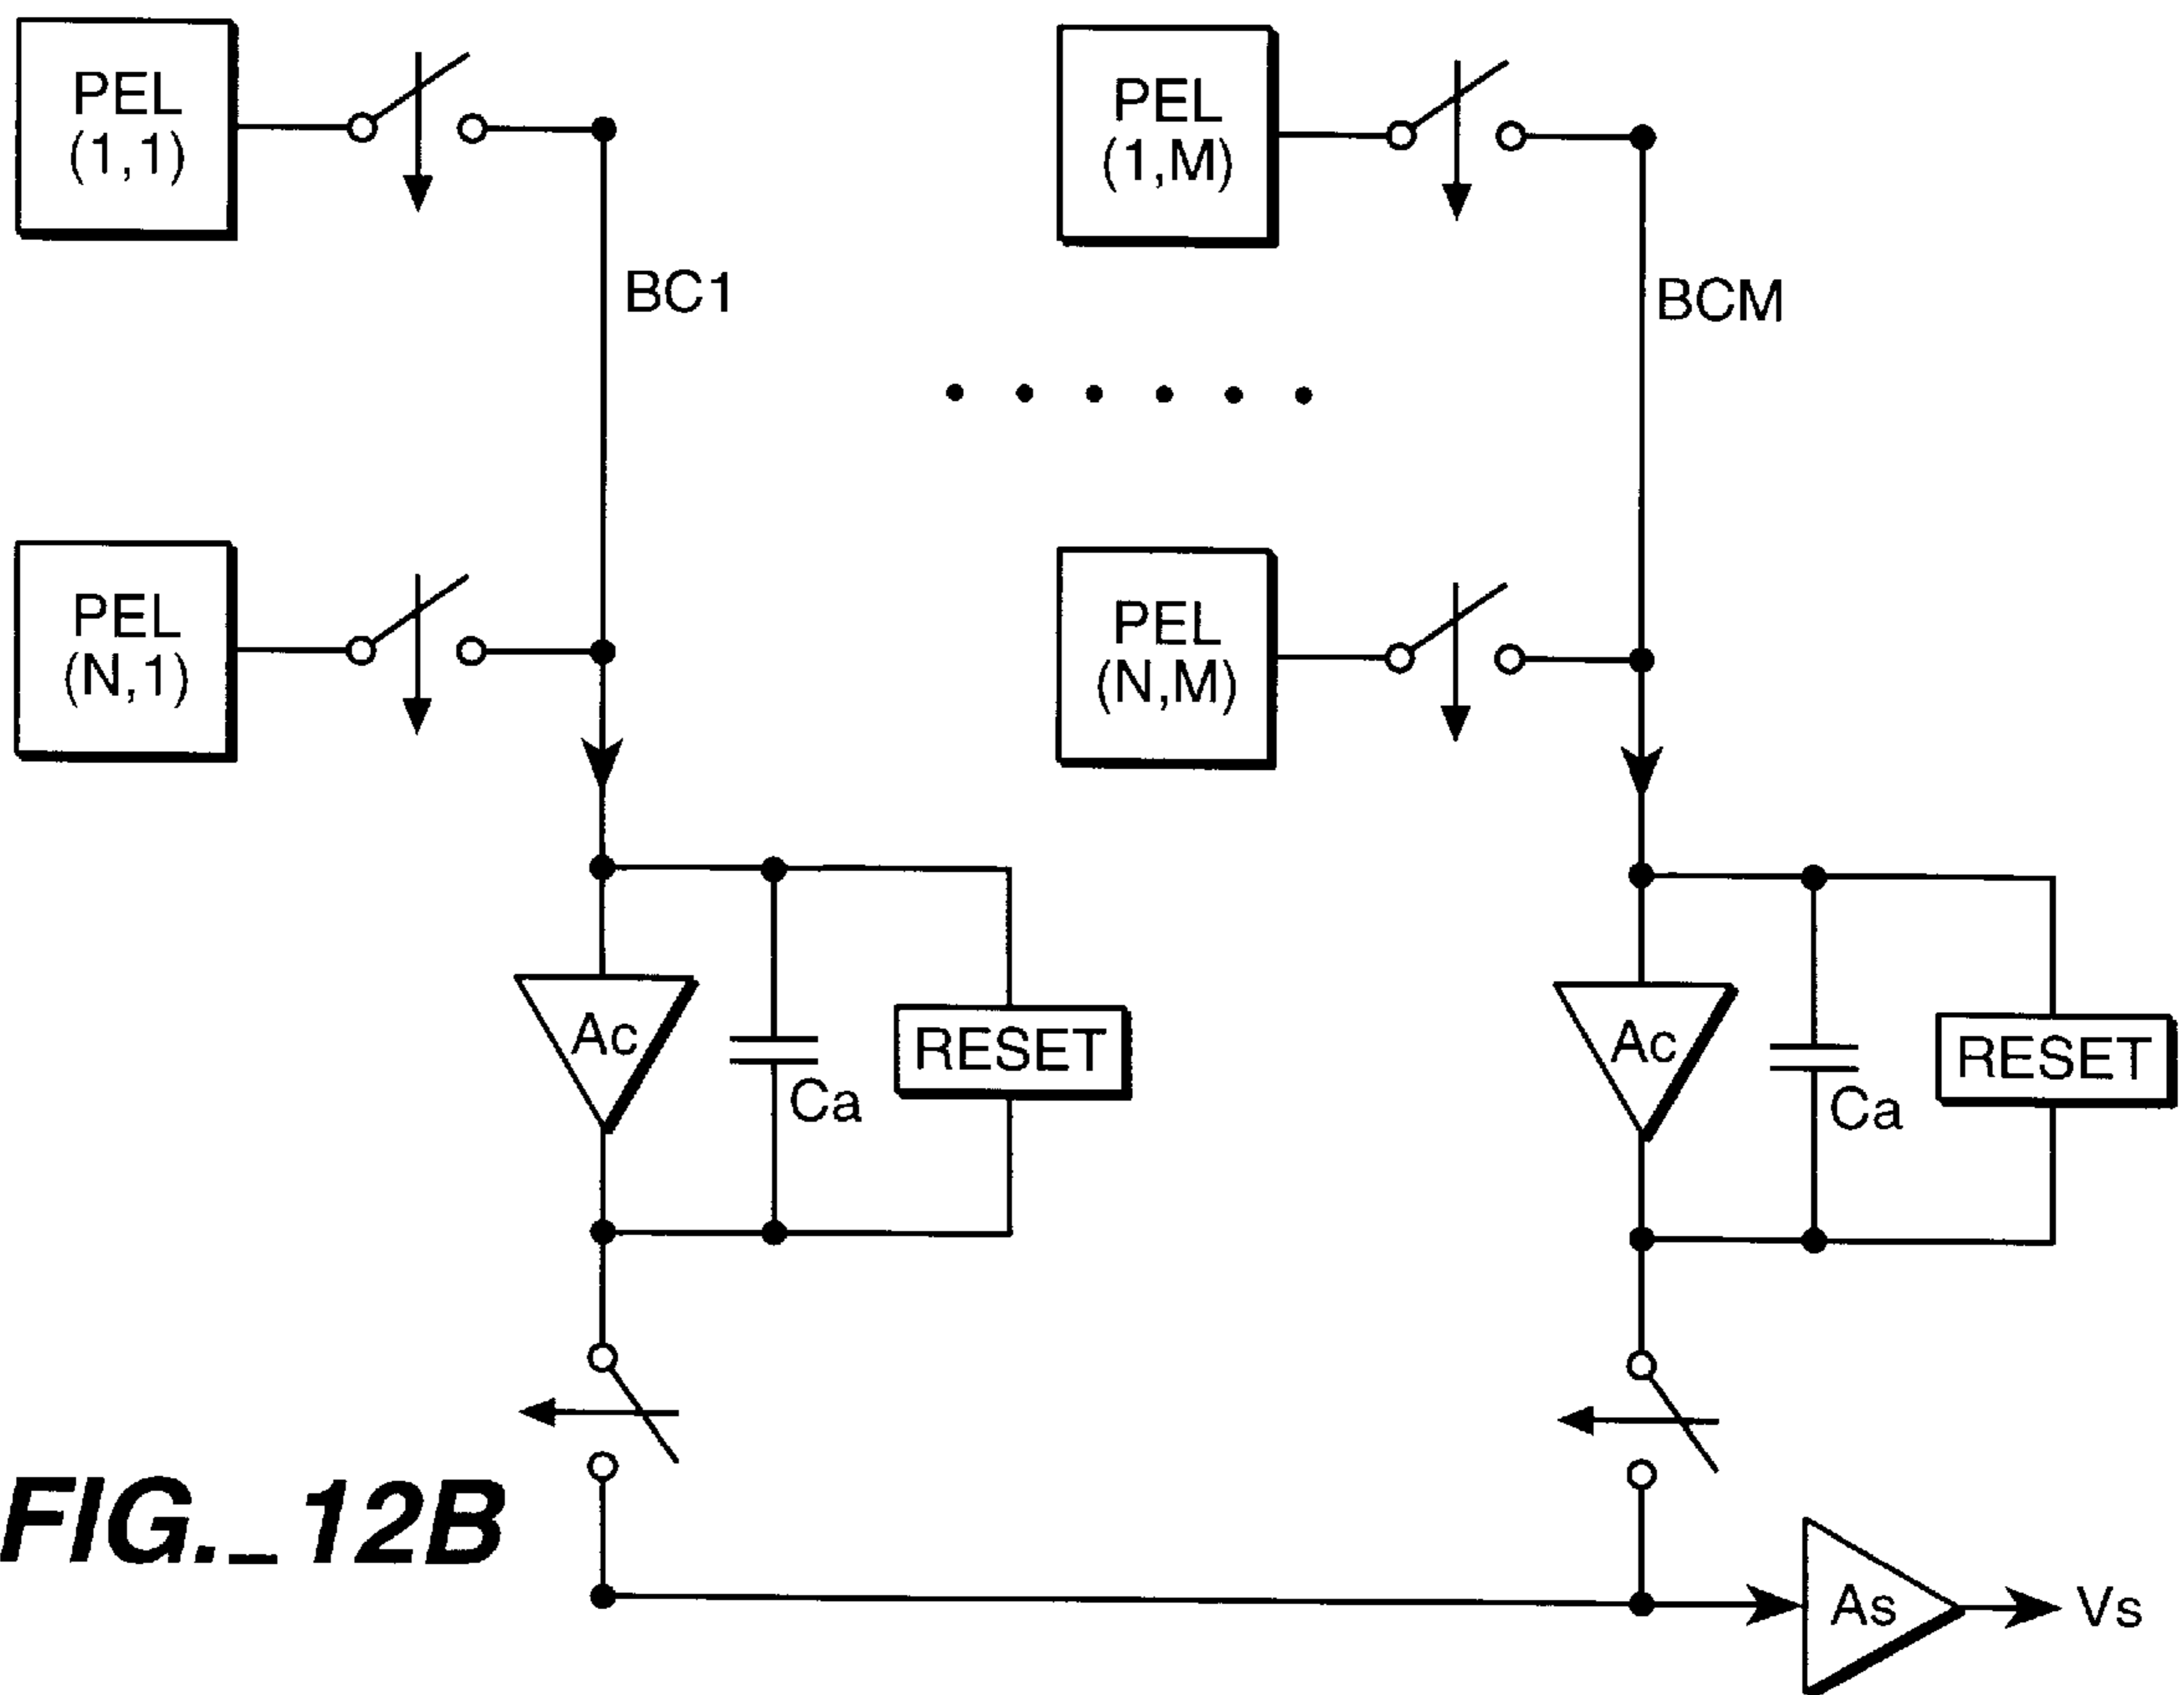 PEL
(1,1)
PEL
(1,M)
BC1
BCM
PEL
(N,1)
PEL
(N,M)
Ac
Ca
RESET
Ac
Ca
RESET
FIG._12B
As
Vs